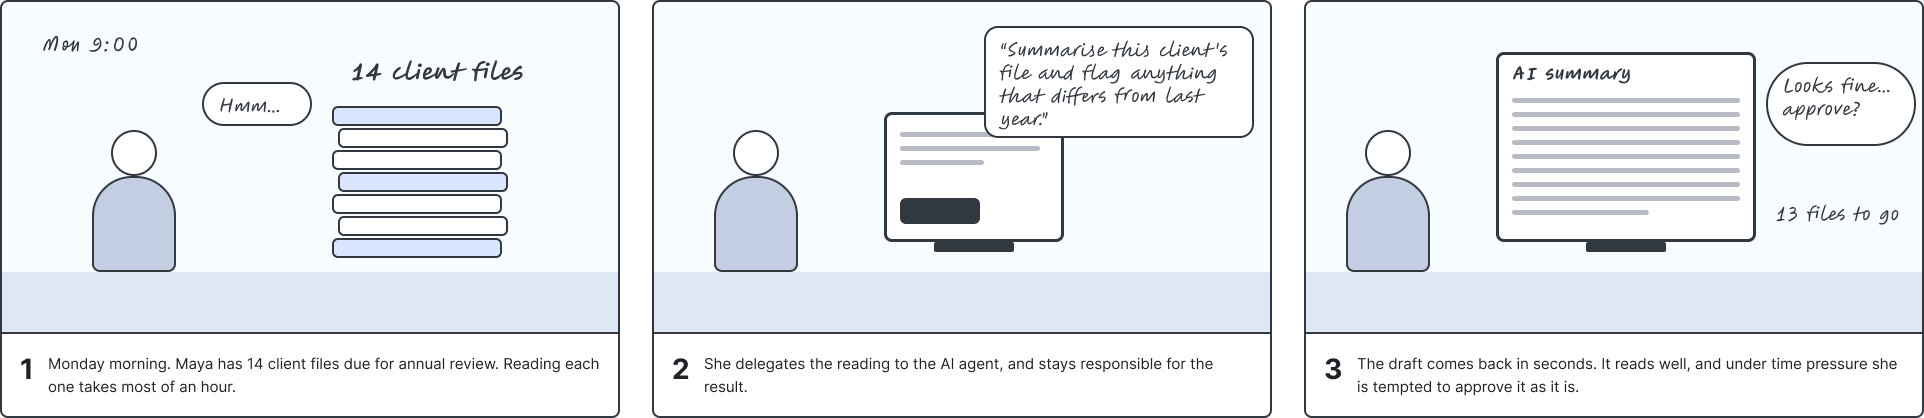 Mon 9:00
14 client files
Hmm...
1 Monday morning. Maya has 14 client files due for annual review. Reading each
one takes most of an hour.
"Summarise this client's
file and flag anything
that differs from last
year."
2 She delegates the reading to the AI agent, and stays responsible for the
result.
AI summary
Looks fine...
approve?
13 files to go
3 The draft comes back in seconds. It reads well, and under time pressure she
is tempted to approve it as it is.